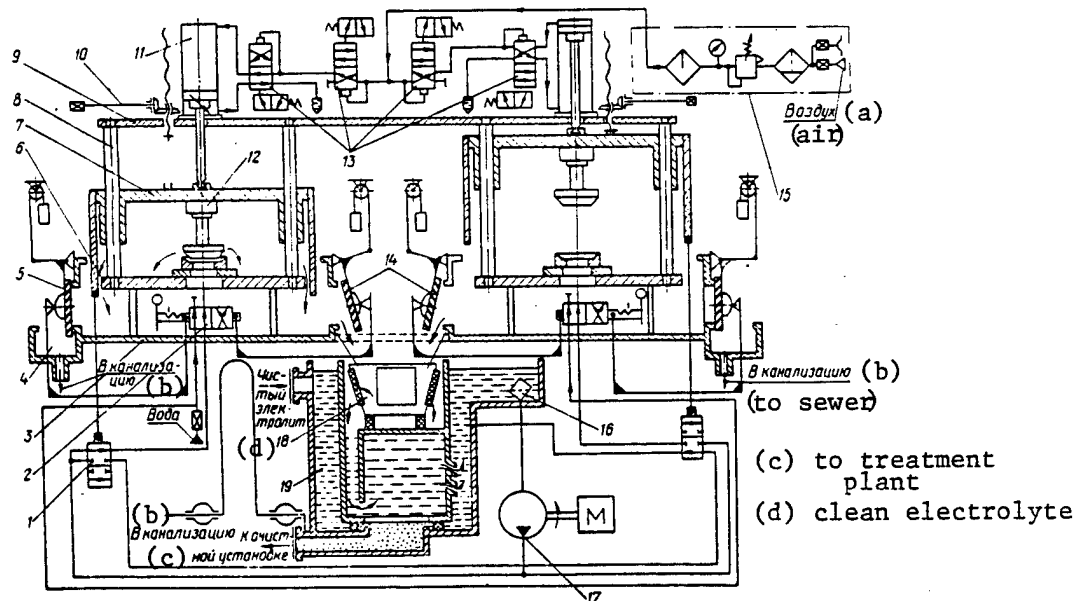 10
11
9
8
7
6
5
4
3
2
1
12
13
14
15
16
17
18
19
Воздух (a)
(air)
В канализа-
цию (b)
Вода
Чис-
тый
элек-
тролит
(d)
(b)
В канализацию к очист-
(c) ной установке
M
В канализацию (b)
(to sewer)
(c) to treatment
plant
(d) clean electrolyte